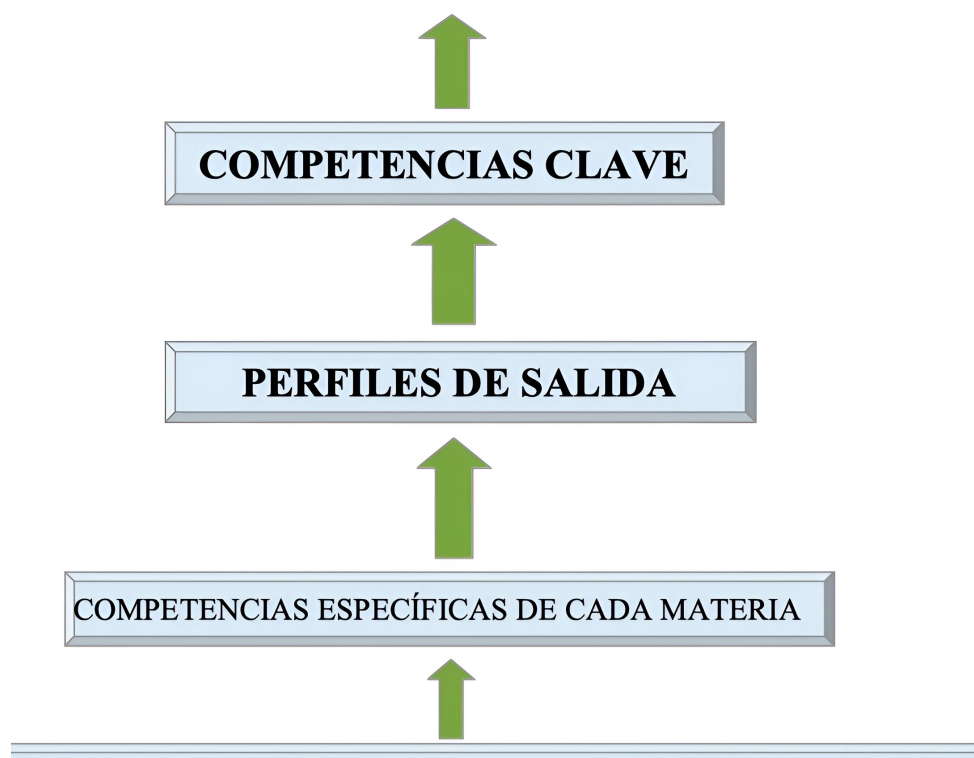 COMPETENCIAS CLAVE
PERFILES DE SALIDA
COMPETENCIAS ESPECÍFICAS DE CADA MATERIA